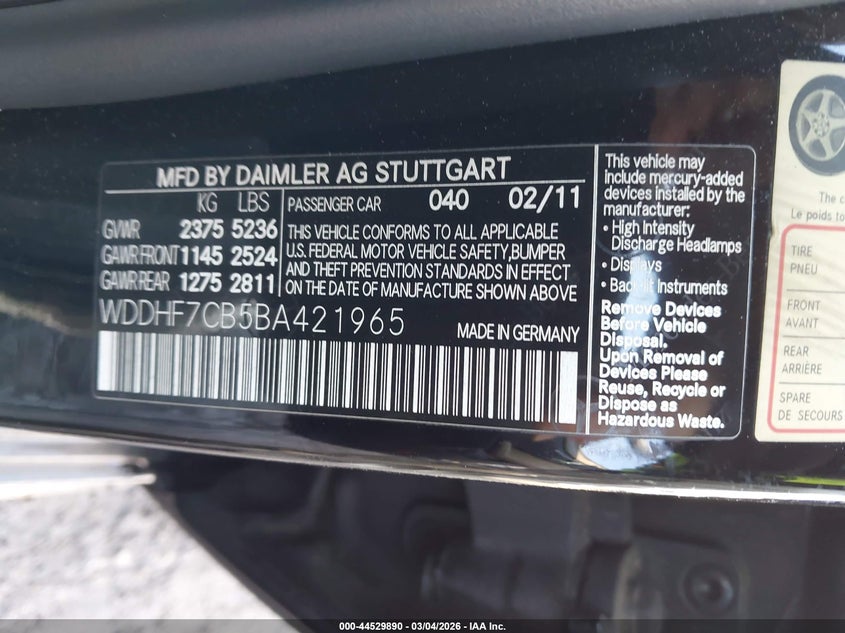 MFD BY DAIMLER AG STUTTGART
KG LBS
GVWR 2375 5236
GAWR FRONT 1145 2524
GAWR REAR 1275 2811
PASSENGER CAR 040 02/11
THIS VEHICLE CONFORMS TO ALL APPLICABLE
U.S. FEDERAL MOTOR VEHICLE SAFETY, BUMPER
AND THEFT PREVENTION STANDARDS IN EFFECT
ON THE DATE OF MANUFACTURE SHOWN ABOVE
WDDHF7CB5BA421965
MADE IN GERMANY
This vehicle may
include mercury-added
devices installed by the
manufacturer:
• High Intensity
Discharge Headlamps
• Displays
• Backlit Instruments
Remove Devices
Before Vehicle
Disposal.
Upon Removal of
Devices Please
Reuse, Recycle or
Dispose as
Hazardous Waste.
The c
Le poids to
TIRE
PNEU
FRONT
AVANT
REAR
ARRIÈRE
SPARE
DE SECOURS
000-44529890 — 03/04/2026 — IAA Inc.